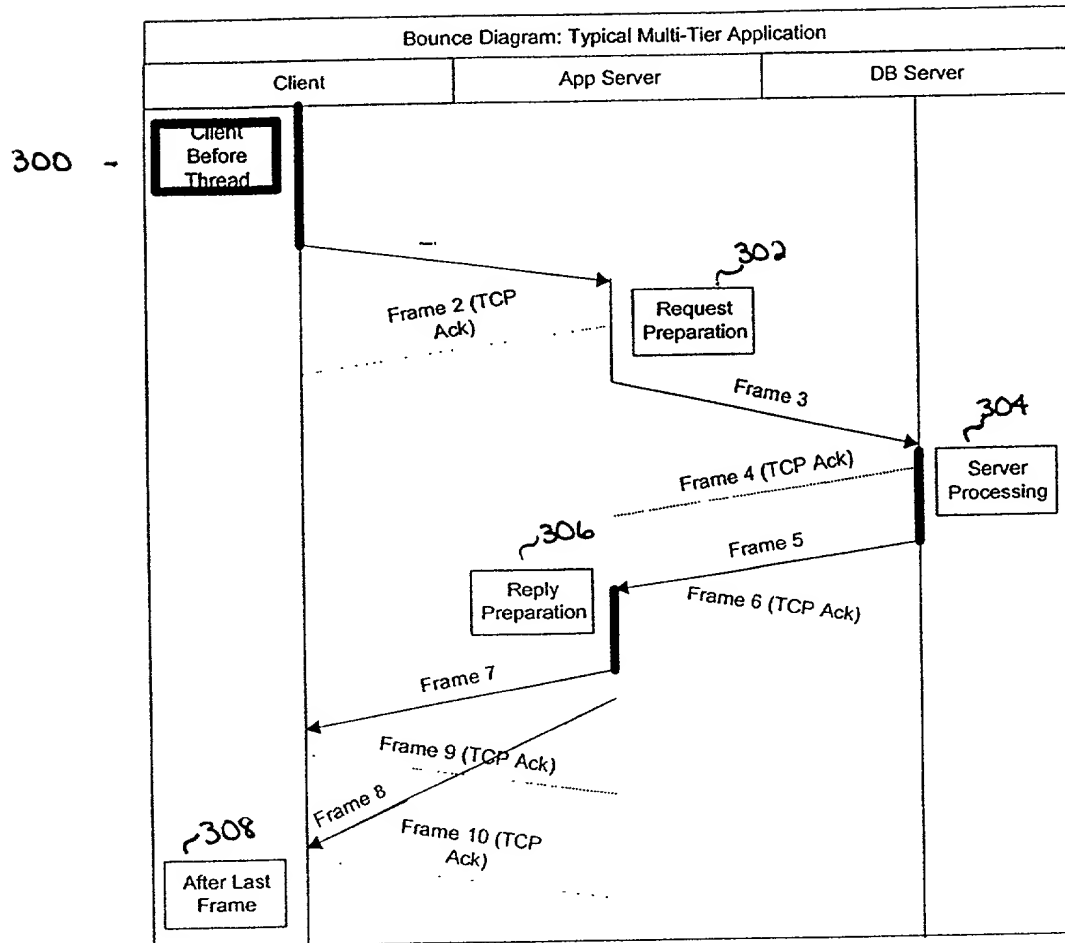 Bounce Diagram: Typical Multi-Tier Application
Client
App Server
DB Server
300 -
Client
Before
Thread
302
Frame 2 (TCP
Ack)
Request
Preparation
Frame 3
304
Frame 4 (TCP Ack)
Server
Processing
306
Frame 5
Reply
Preparation
Frame 6 (TCP Ack)
Frame 7
Frame 9 (TCP Ack)
Frame 8
308
Frame 10 (TCP
Ack)
After Last
Frame